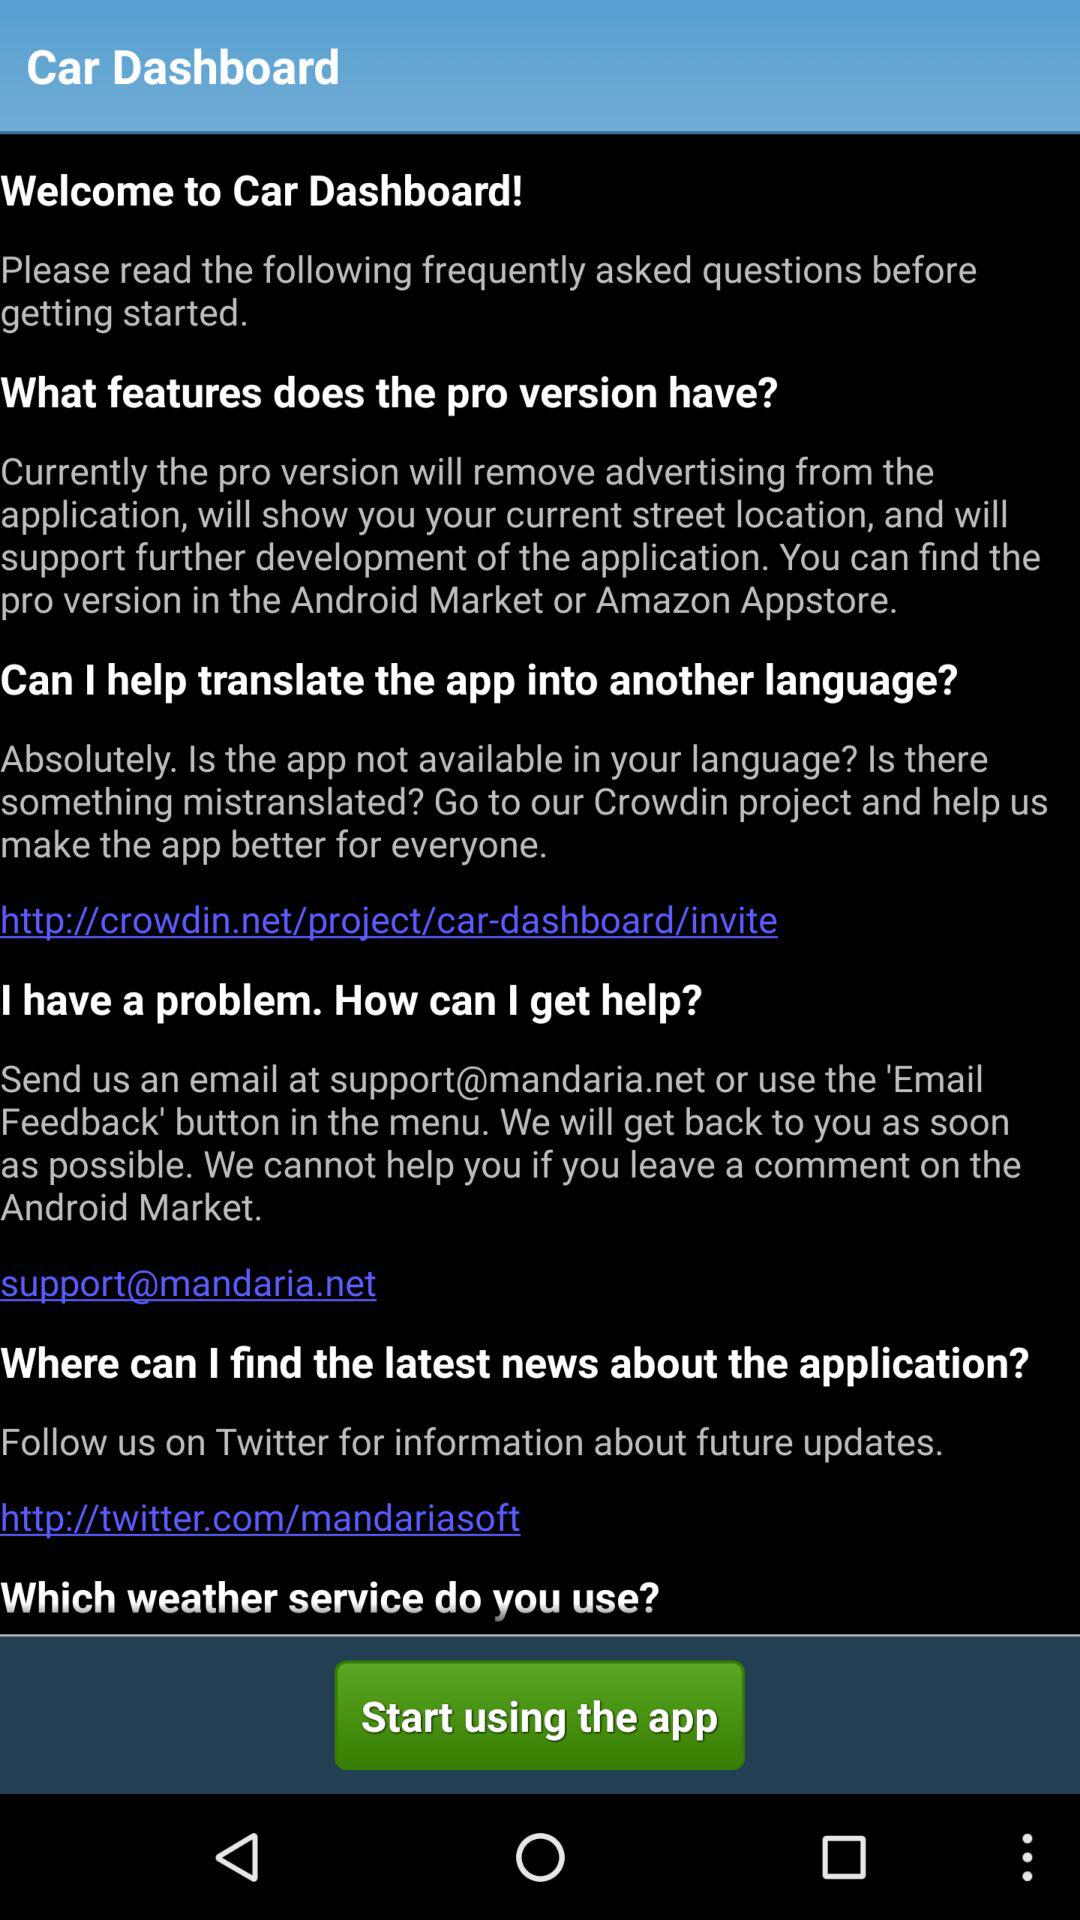 Car Dashboard
Welcome to Car Dashboard!
Please read the following frequently asked questions before
getting started.
What features does the pro version have?
Currently the pro version will remove advertising from the
application, will show you your current street location, and will
support further development of the application. You can find the
pro version in the Android Market or Amazon Appstore.
Can I help translate the app into another language?
Absolutely. Is the app not available in your language? Is there
something mistranslated? Go to our Crowdin project and help us
make the app better for everyone.
http://crowdin.net/project/car-dashboard/invite
I have a problem. How can I get help?
Send us an email at support@mandaria.net or use the 'Email
Feedback' button in the menu. We will get back to you as soon
as possible. We cannot help you if you leave a comment on the
Android Market.
support@mandaria.net
Where can I find the latest news about the application?
Follow us on Twitter for information about future updates.
http://twitter.com/mandariasoft
Which weather service do you use?
Start using the app